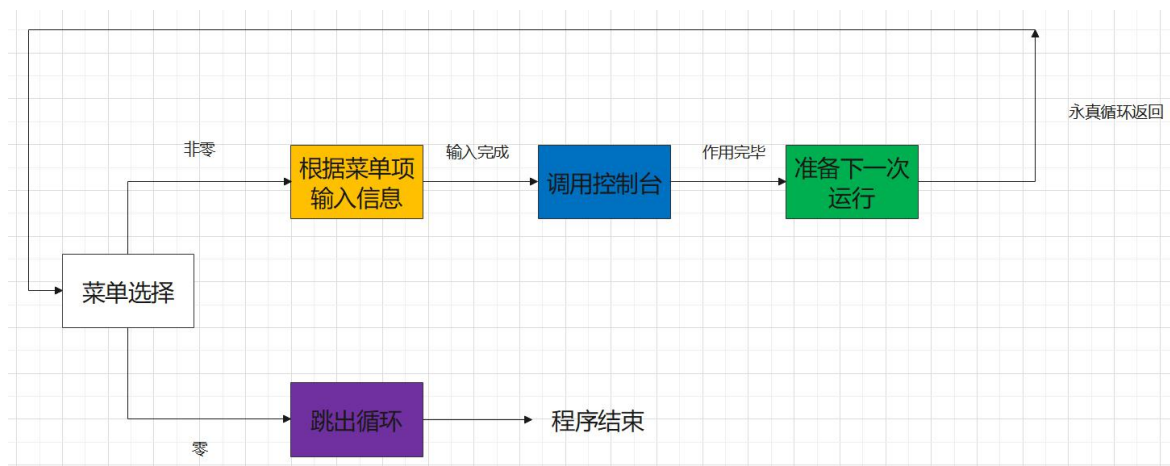 永真循环返回
非零
根据菜单项
输入信息
输入完成
调用控制台
作用完毕
准备下一次
运行
菜单选择
跳出循环
程序结束
零